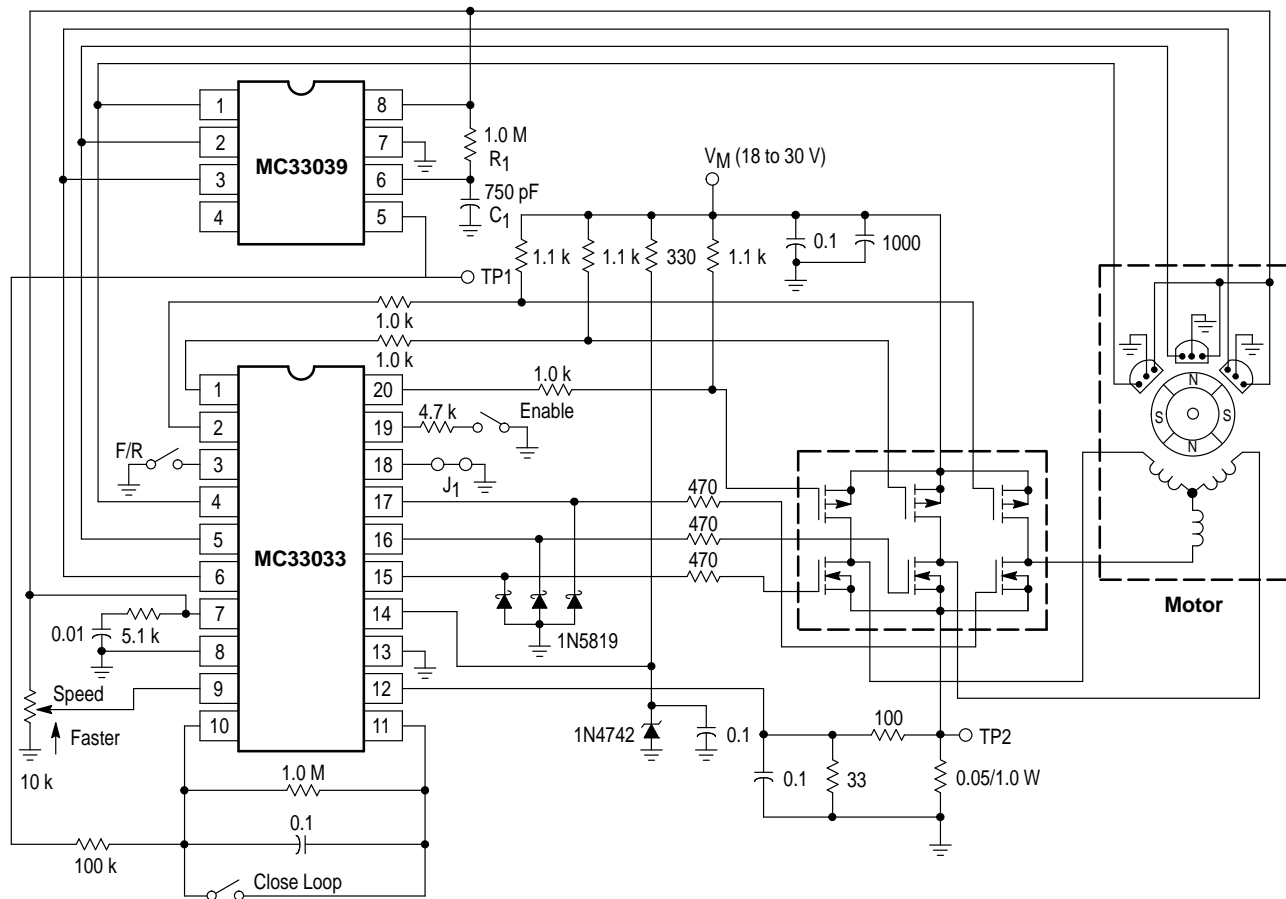 1
2
3
4
MC33039
8
7
6
5
1.0 M
R1
750 pF
C1
VM (18 to 30 V)
1.1 k
1.1 k
330
1.1 k
0.1
1000
TP1
1.0 k
1.0 k
1
2
3
4
5
6
7
8
9
10
MC33033
20
19
18
17
16
15
14
13
12
11
1.0 k
Enable
4.7 k
F/R
J1
470
470
470
N
S
S
N
Motor
0.01
5.1 k
1N5819
Speed
Faster
10 k
1N4742
0.1
100
TP2
0.1
33
0.05/1.0 W
1.0 M
0.1
100 k
Close Loop